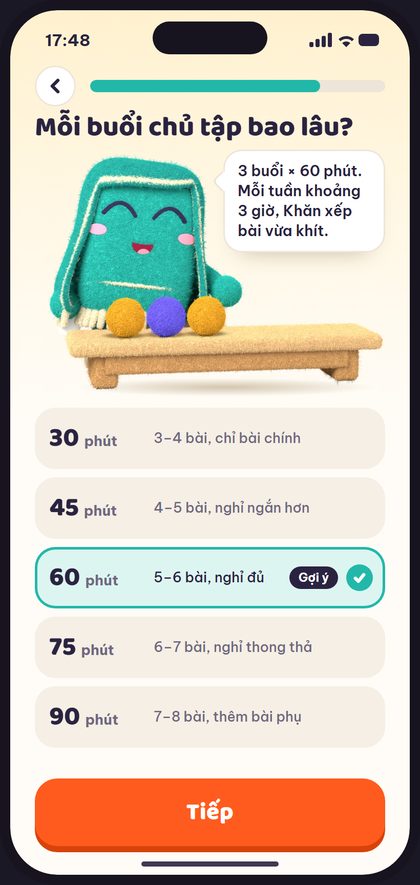 17:48
Mỗi buổi chủ tập bao lâu?
3 buổi × 60 phút.
Mỗi tuần khoảng
3 giờ, Khăn xếp
bài vừa khít.
30 phút 3–4 bài, chỉ bài chính
45 phút 4–5 bài, nghỉ ngắn hơn
60 phút 5–6 bài, nghỉ đủ Gợi ý
75 phút 6–7 bài, nghỉ thong thả
90 phút 7–8 bài, thêm bài phụ
Tiếp